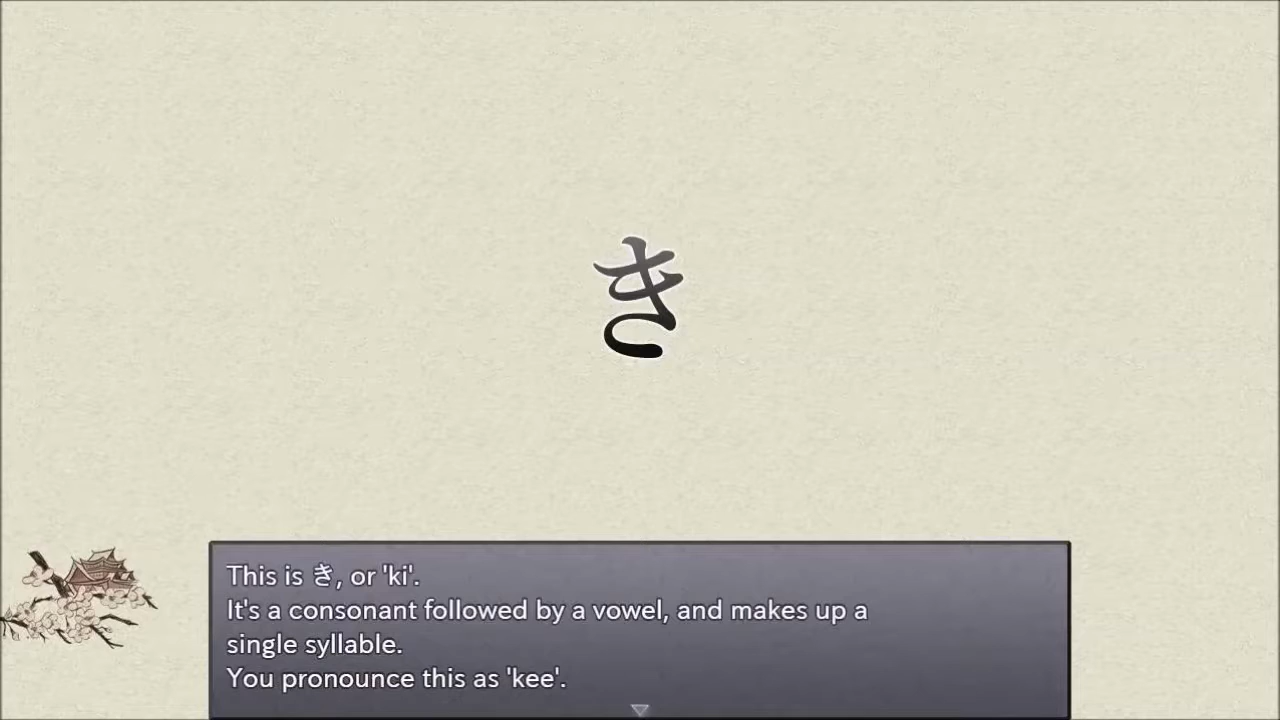 き
This is き, or 'ki'.
It's a consonant followed by a vowel, and makes up a
single syllable.
You pronounce this as 'kee'.